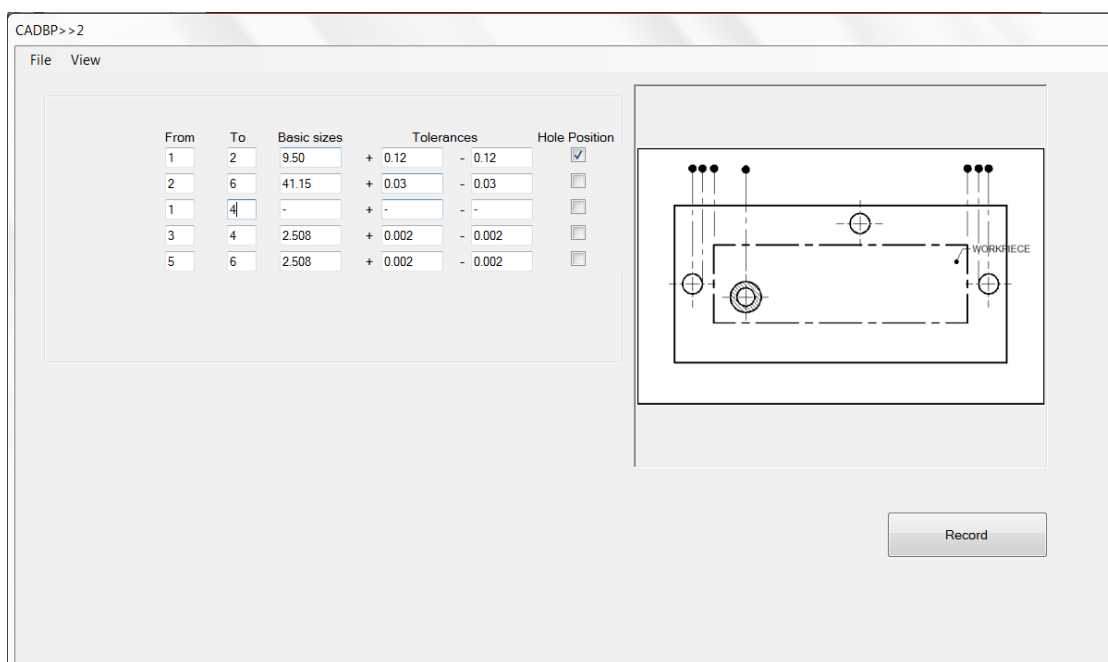 CADBP>>2
File View
From To Basic sizes Tolerances Hole Position
1 2 9.50 + 0.12 - 0.12
2 6 41.15 + 0.03 - 0.03
1 4 - + - - -
3 4 2.508 + 0.002 - 0.002
5 6 2.508 + 0.002 - 0.002
WORKPIECE
Record